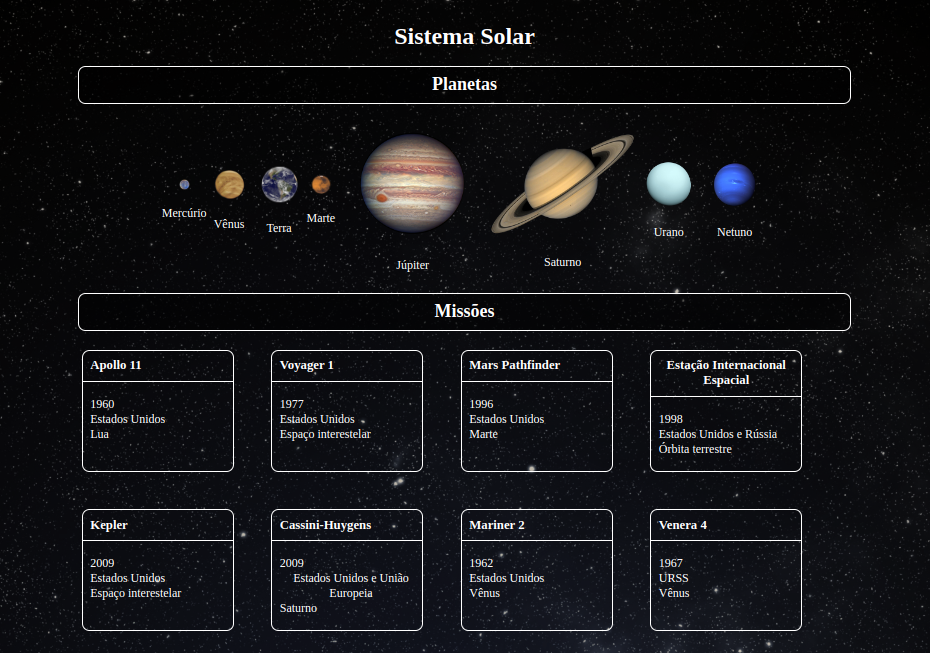 Sistema Solar
Planetas
Mercúrio
Vênus
Terra
Marte
Júpiter
Saturno
Urano
Netuno
Missões
Apollo 11
1960
Estados Unidos
Lua
Voyager 1
1977
Estados Unidos
Espaço interestelar
Mars Pathfinder
1996
Estados Unidos
Marte
Estação Internacional
Espacial
1998
Estados Unidos e Rússia
Órbita terrestre
Kepler
2009
Estados Unidos
Espaço interestelar
Cassini-Huygens
2009
Estados Unidos e União
Europeia
Saturno
Mariner 2
1962
Estados Unidos
Vênus
Venera 4
1967
URSS
Vênus